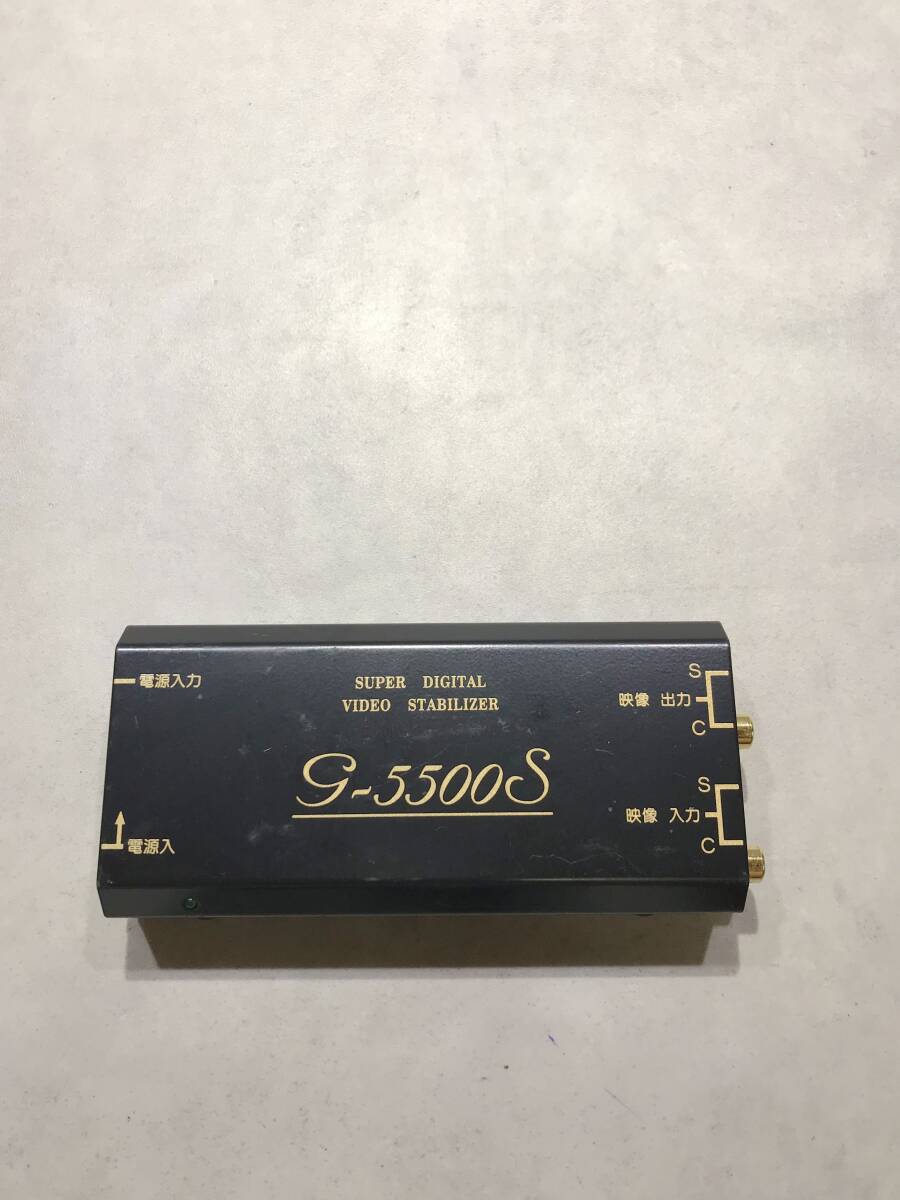 電源入力
SUPER DIGITAL
VIDEO STABILIZER
G-5500S
電源入
S
映像 出力
C
S
映像 入力
C